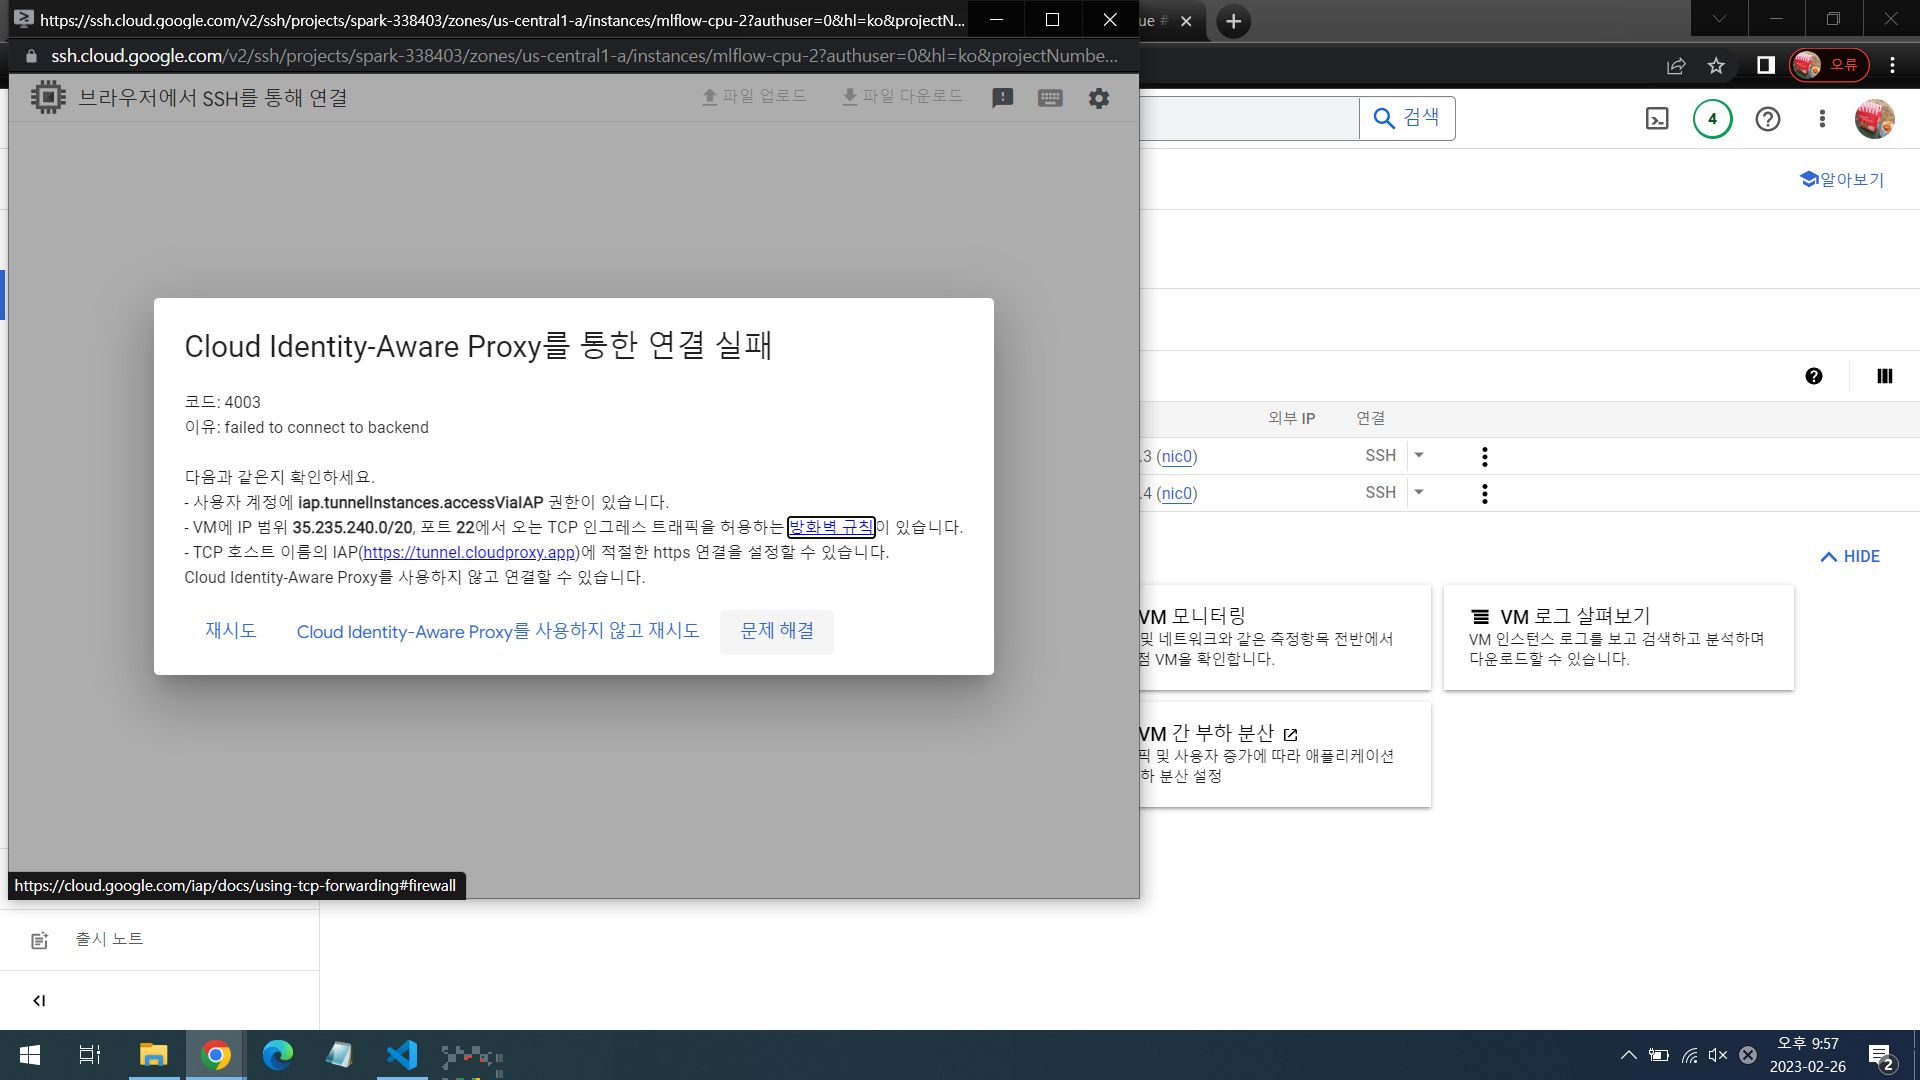 https://ssh.cloud.google.com/v2/ssh/projects/spark-338403/zones/us-central1-a/instances/mlflow-cpu-2?authuser=0&hl=ko&projectN...
ue #
ssh.cloud.google.com/v2/ssh/projects/spark-338403/zones/us-central1-a/instances/mlflow-cpu-2?authuser=0&hl=ko&projectNumbe...
오류
브라우저에서 SSH를 통해 연결
파일 업로드
파일 다운로드
검색
4
알아보기
Cloud Identity-Aware Proxy를 통한 연결 실패
코드: 4003
이유: failed to connect to backend
다음과 같은지 확인하세요.
- 사용자 계정에 iap.tunnelInstances.accessViaIAP 권한이 있습니다.
- VM에 IP 범위 35.235.240.0/20, 포트 22에서 오는 TCP 인그레스 트래픽을 허용하는 방화벽 규칙이 있습니다.
- TCP 호스트 이름의 IAP(https://tunnel.cloudproxy.app)에 적절한 https 연결을 설정할 수 있습니다.
Cloud Identity-Aware Proxy를 사용하지 않고 연결할 수 있습니다.
재시도
Cloud Identity-Aware Proxy를 사용하지 않고 재시도
문제 해결
외부 IP
연결
.3 (nic0)
SSH
.4 (nic0)
SSH
HIDE
VM 모니터링
및 네트워크와 같은 측정항목 전반에서
점 VM을 확인합니다.
VM 로그 살펴보기
VM 인스턴스 로그를 보고 검색하고 분석하며
다운로드할 수 있습니다.
VM 간 부하 분산
픽 및 사용자 증가에 따라 애플리케이션
하 분산 설정
https://cloud.google.com/iap/docs/using-tcp-forwarding#firewall
출시 노트
오후 9:57
2023-02-26
2